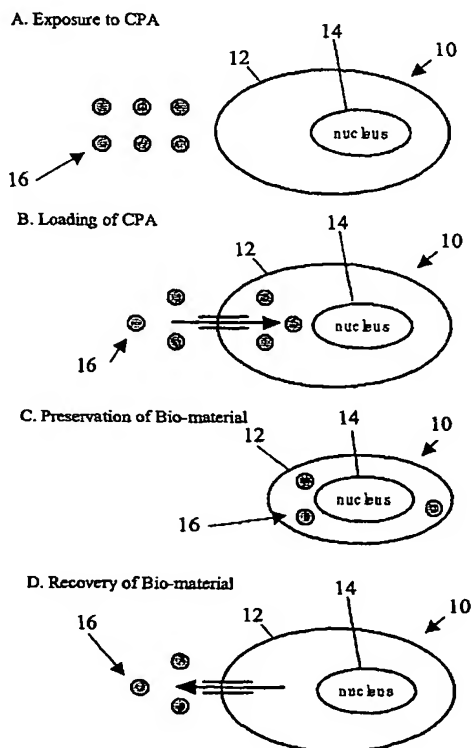 A. Exposure to CPA
12
14
10
nucleus
16
B. Loading of CPA
12
14
10
nucleus
16
C. Preservation of Bio-material
12
14
10
nucleus
16
D. Recovery of Bio-material
16
12
14
10
nucleus